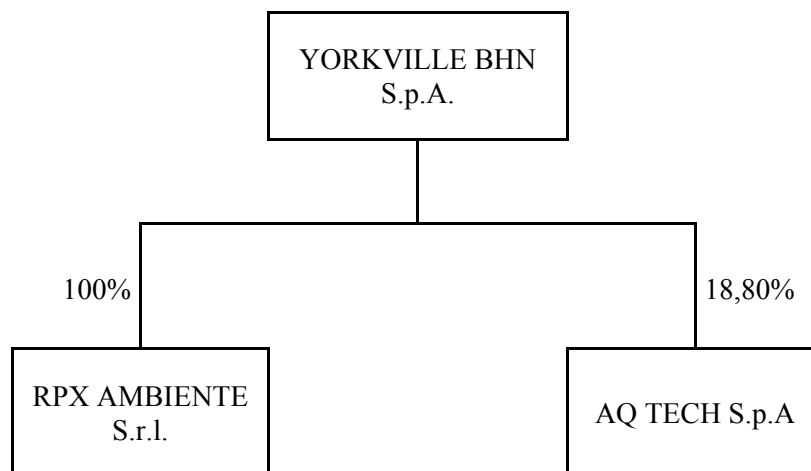 YORKVILLE BHN
S.p.A.
100%
18,80%
RPX AMBIENTE
S.r.l.
AQ TECH S.p.A